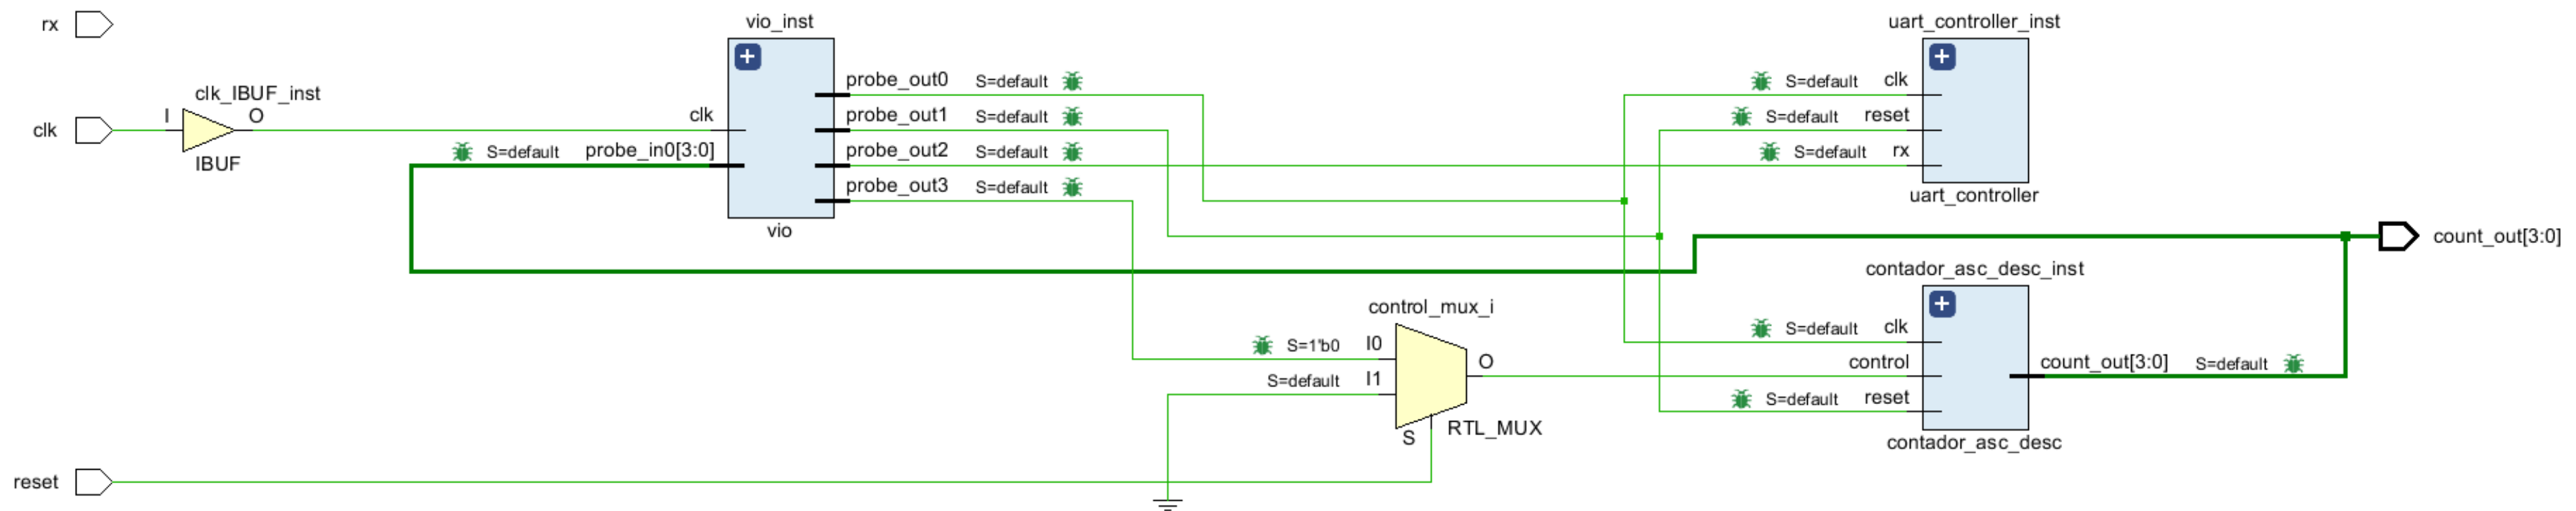 rx
vio_inst
uart_controller_inst
probe_out0 S=default
S=default clk
clk_IBUF_inst
I O
clk
clk
probe_out1 S=default
S=default reset
IBUF
S=default probe_in0[3:0]
probe_out2 S=default
S=default rx
probe_out3 S=default
uart_controller
vio
count_out[3:0]
contador_asc_desc_inst
control_mux_i
S=default clk
S=1'b0 I0
O
control
count_out[3:0] S=default
S=default I1
S=default reset
S
RTL_MUX
contador_asc_desc
reset